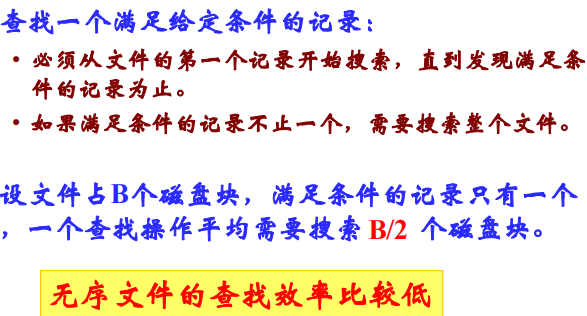 查找一个满足给定条件的记录：
• 必须从文件的第一个记录开始搜索，直到发现满足条
件的记录为止。
• 如果满足条件的记录不止一个，需要搜索整个文件。
设文件占B个磁盘块，满足条件的记录只有一个
，一个查找操作平均需要搜索 B/2 个磁盘块。
无序文件的查找效率比较低